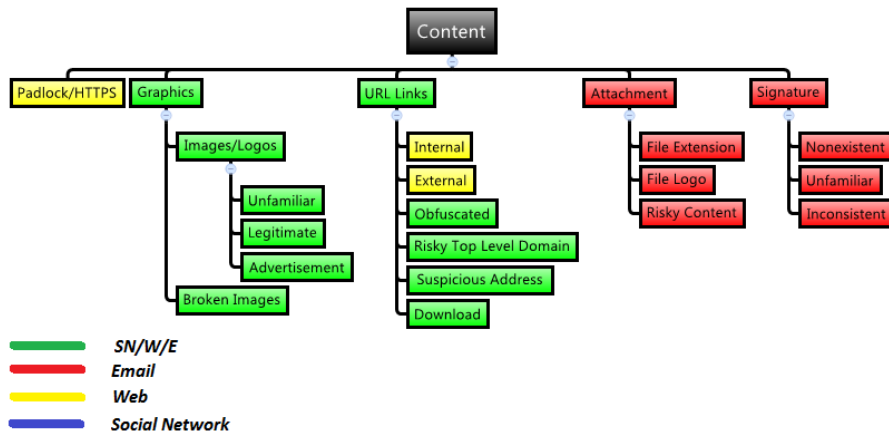 Content
Padlock/HTTPS
Graphics
URL Links
Attachment
Signature
Images/Logos
Unfamiliar
Legitimate
Advertisement
Broken Images
Internal
External
Obfuscated
Risky Top Level Domain
Suspicious Address
Download
File Extension
File Logo
Risky Content
Nonexistent
Unfamiliar
Inconsistent
SN/W/E
Email
Web
Social Network